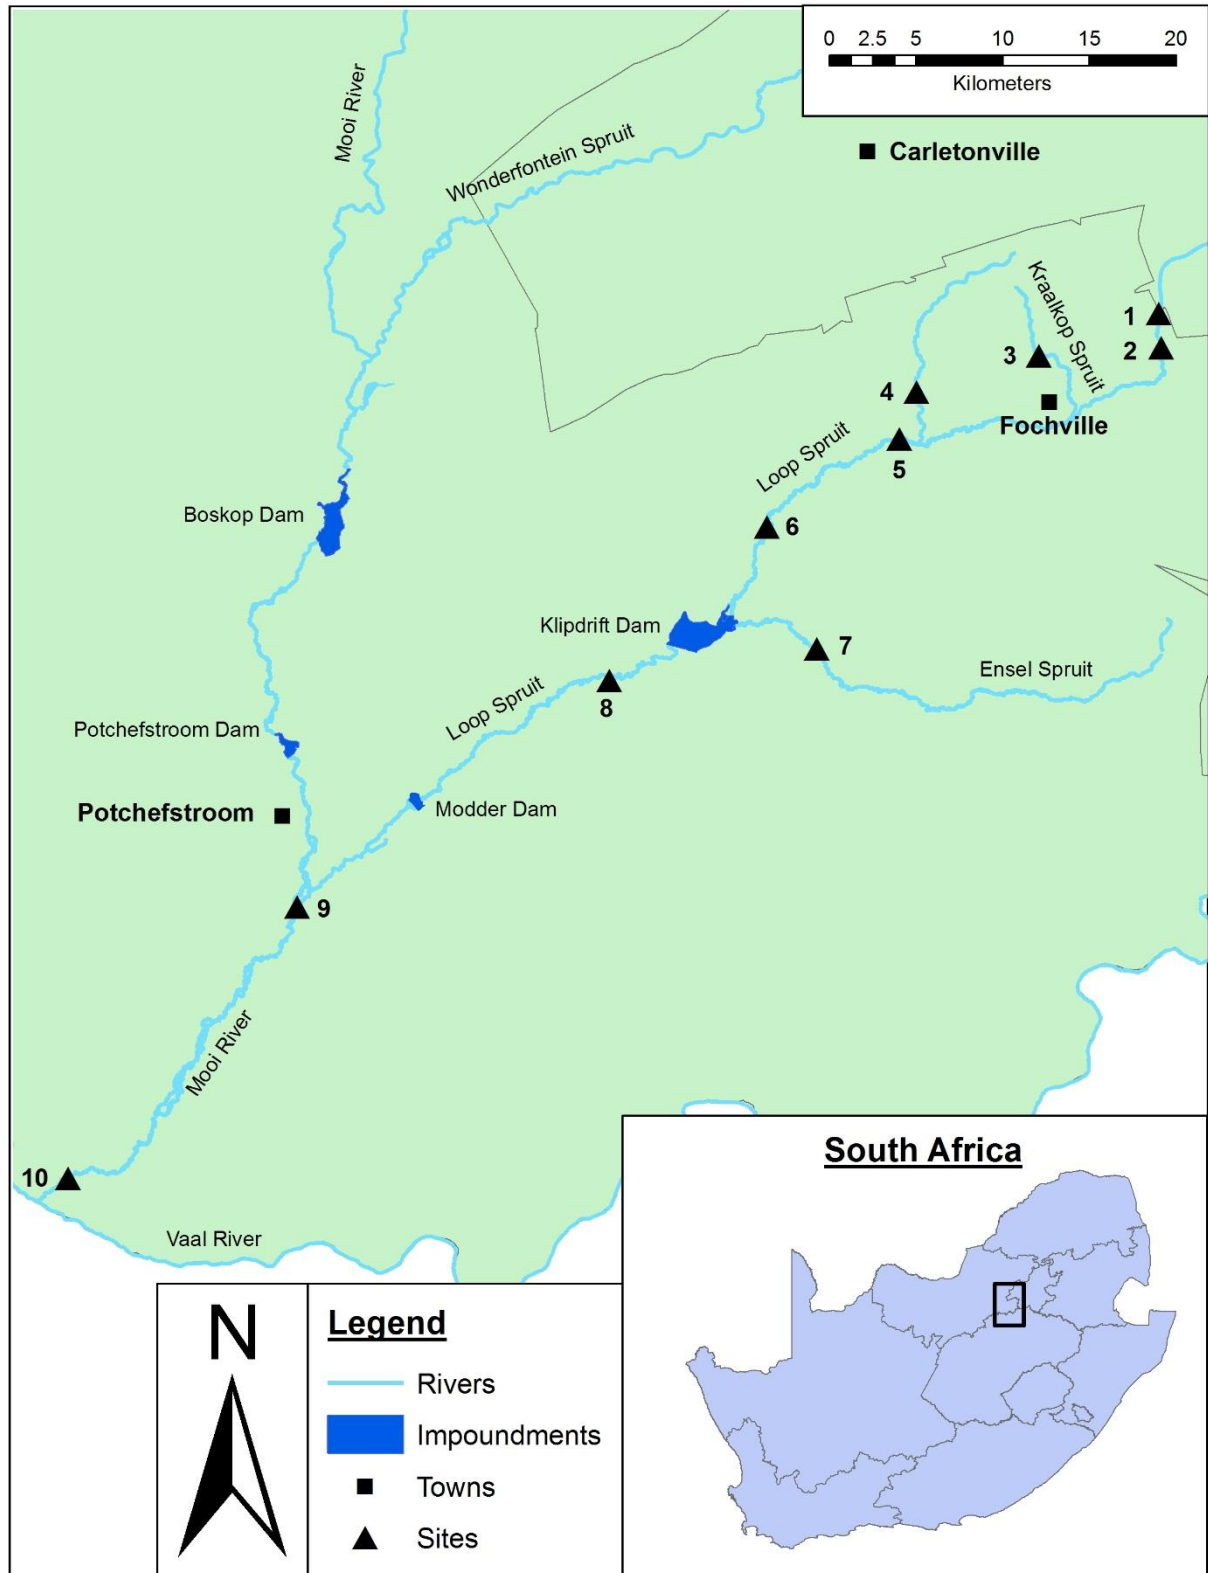 0 2.5 5 10 15 20
Kilometers
Mooi River
Wonderfontein Spruit
Carletonville
Kraalkop Spruit
1
2
3
4
Fochville
Loop Spruit
5
Boskop Dam
6
Klipdrift Dam
7
Ensel Spruit
Loop Spruit
8
Potchefstroom Dam
Potchefstroom
Modder Dam
9
Mooi River
10
Vaal River
South Africa
N
Legend
Rivers
Impoundments
Towns
Sites